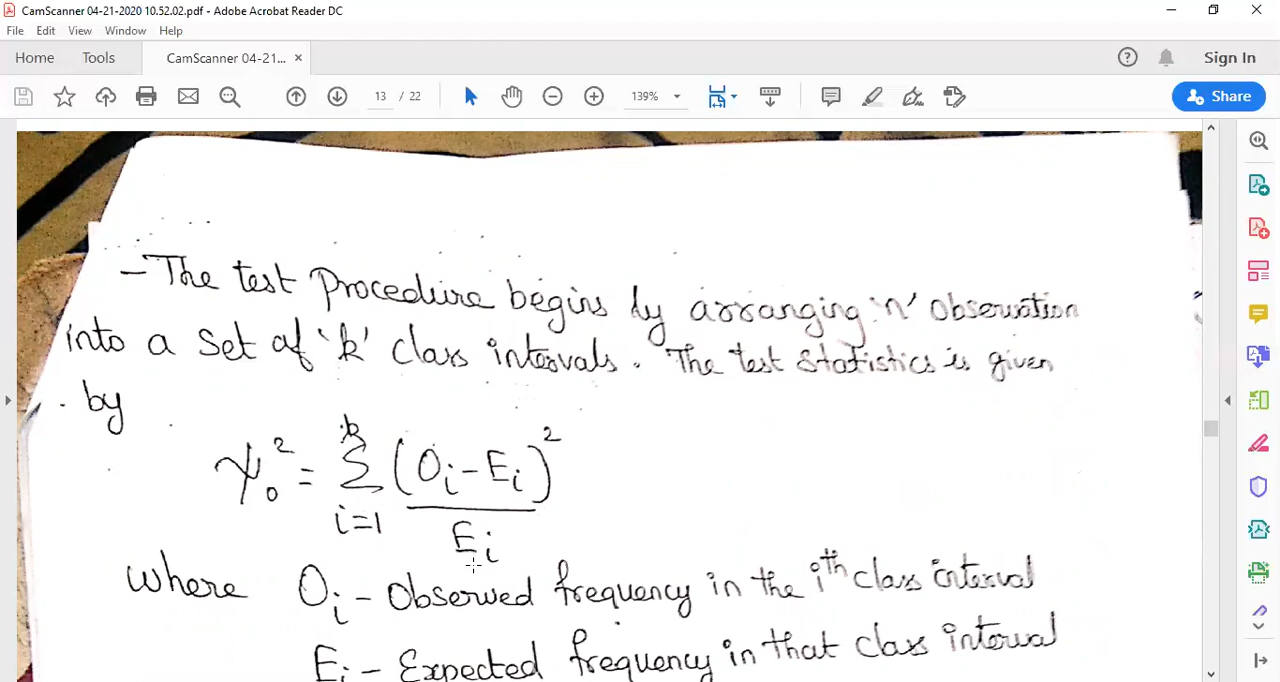 CamScanner 04-21-2020 10.52.02.pdf - Adobe Acrobat Reader DC
File Edit View Window Help
Home Tools CamScanner 04-21... × Sign In
13 / 22 139% Share
- The test Procedure begins by arranging 'n' Observation
into a set of 'k' class intervals. The test Statistics is given
by
ψ₀² = Σ_{i=1}^{k} (Oi - Ei)² / Ei
where Oi - Observed frequency in the ith class interval
Ei - Expected frequency in that class interval